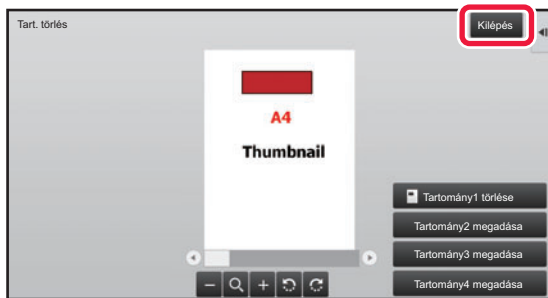 Tart. törlés
Kilépés
A4
Thumbnail
Tartomány1 törlése
Tartomány2 megadása
Tartomány3 megadása
Tartomány4 megadása